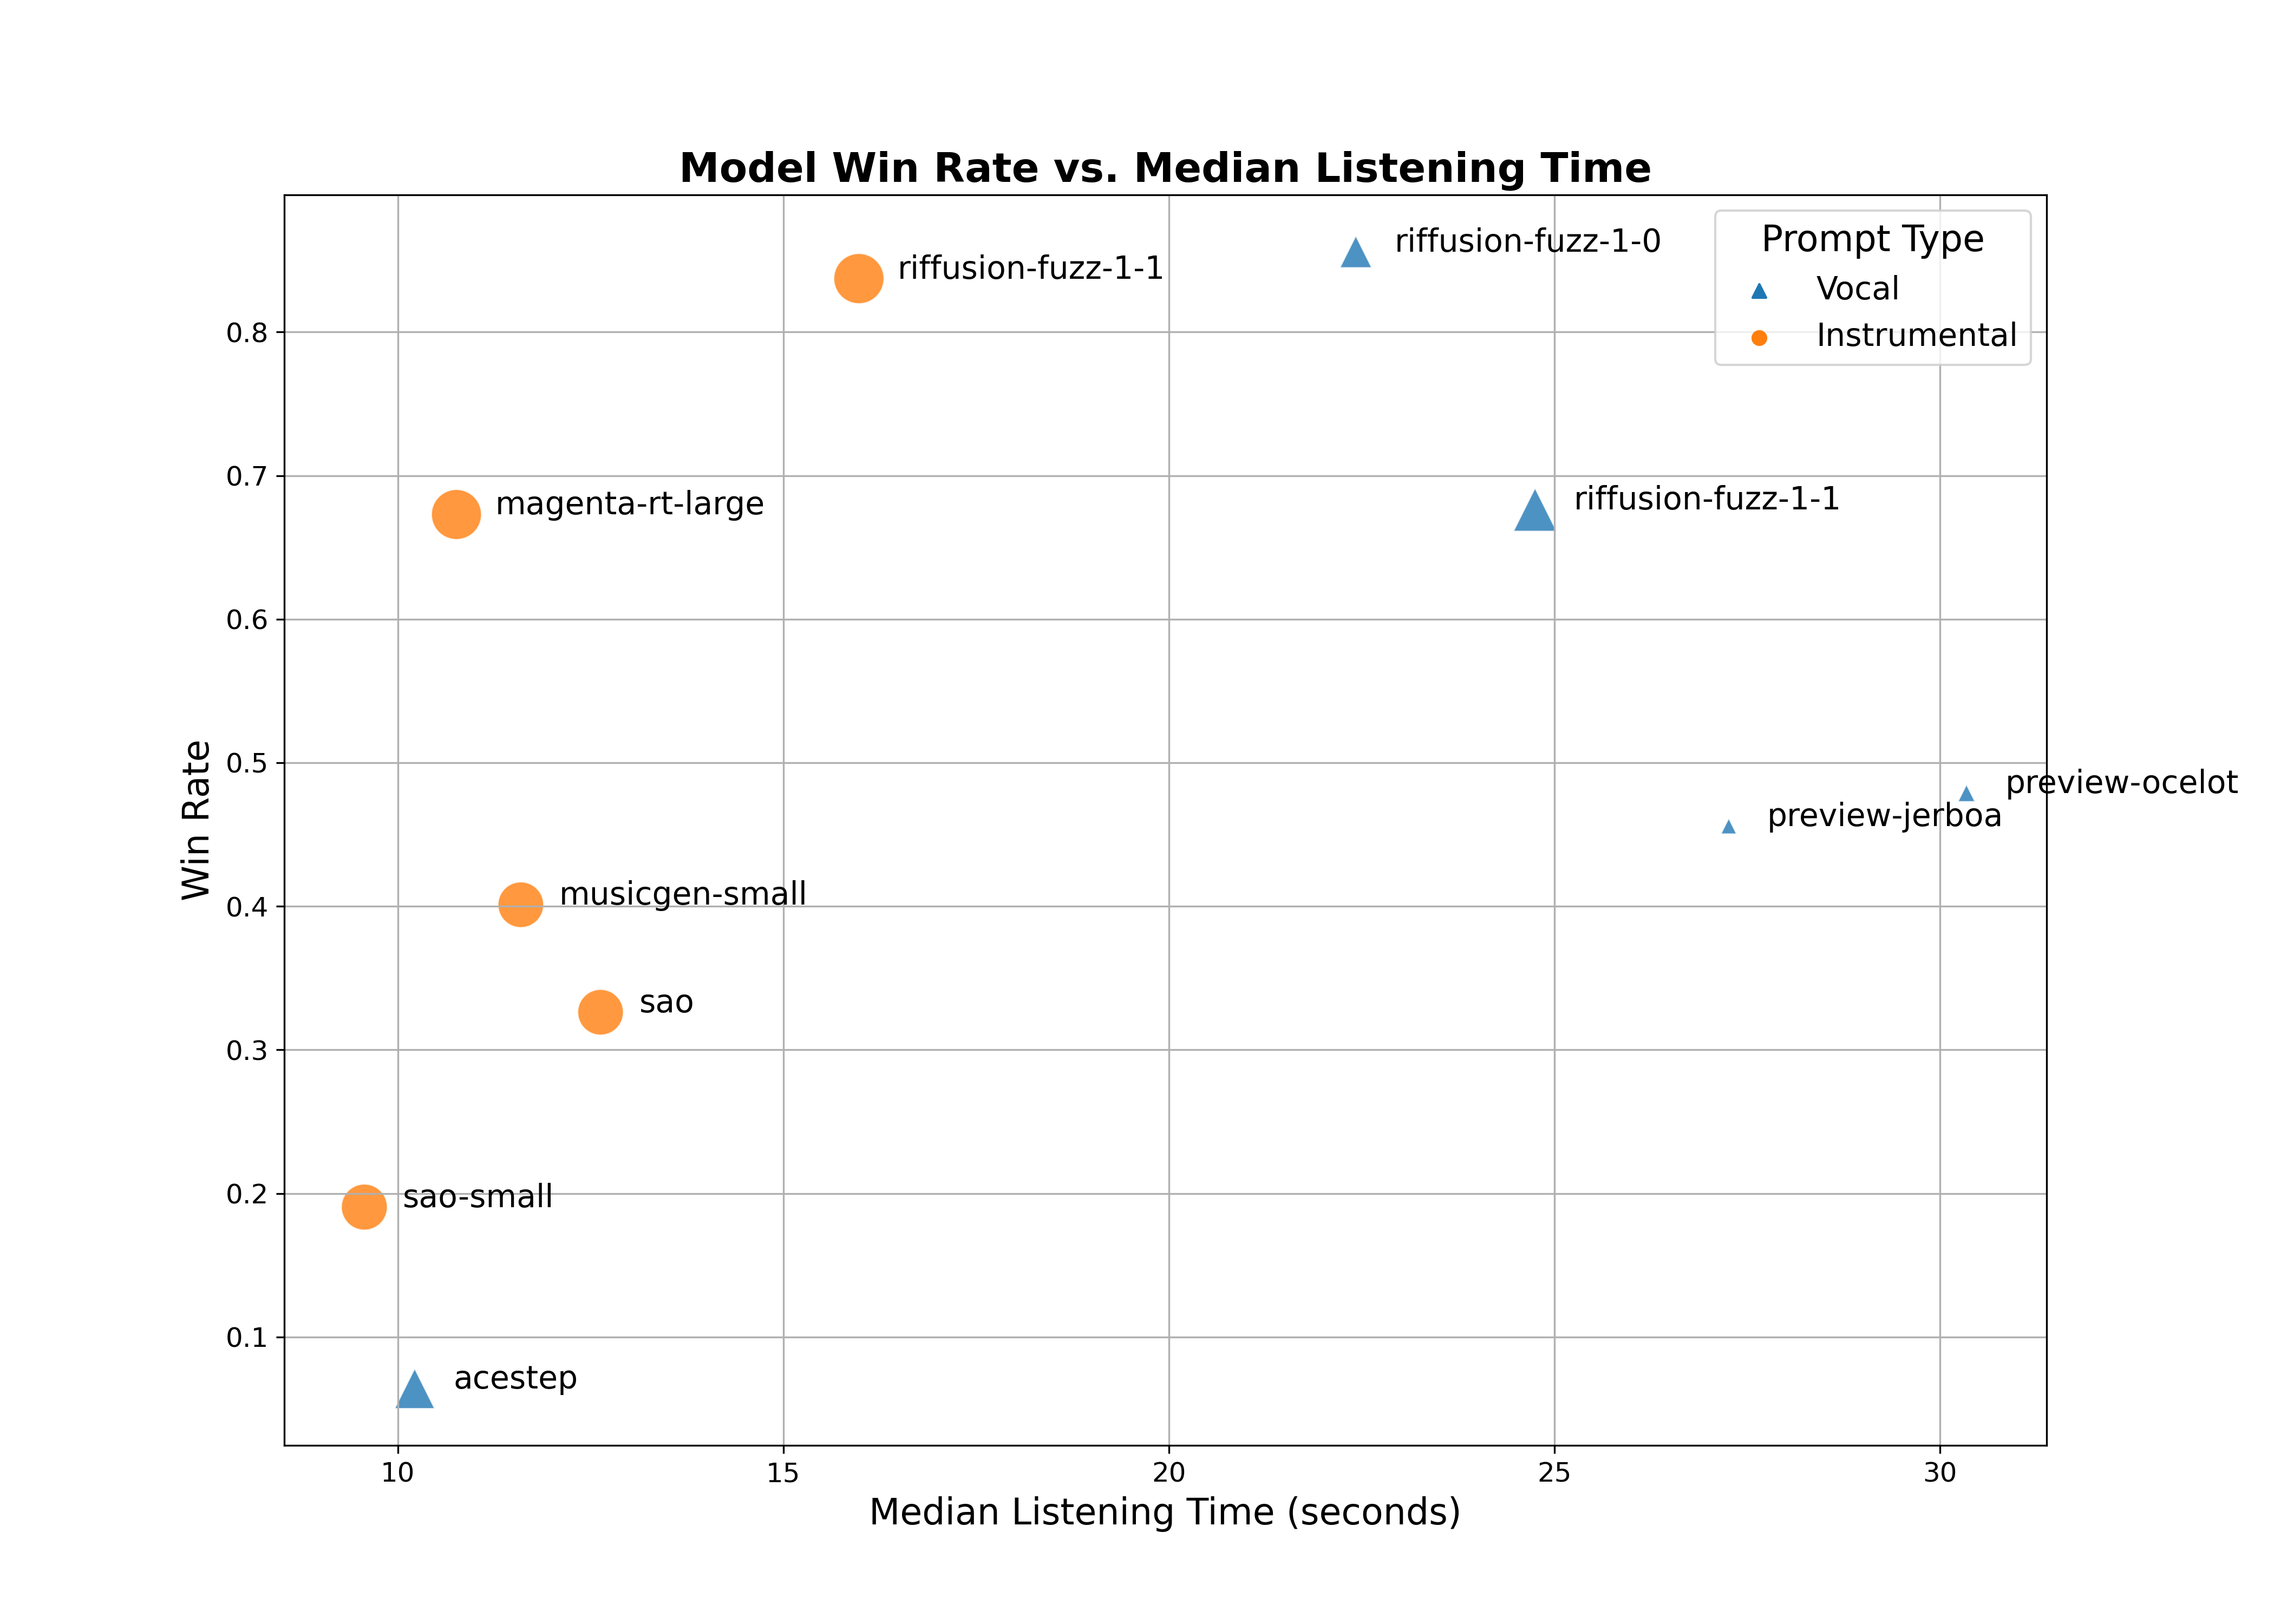 Model Win Rate vs. Median Listening Time
riffusion-fuzz-1-0
Prompt Type
riffusion-fuzz-1-1
Vocal
Instrumental
0.8
magenta-rt-large
riffusion-fuzz-1-1
0.7
0.6
Win Rate
0.5
preview-ocelot
preview-jerboa
musicgen-small
0.4
sao
0.3
sao-small
0.2
acestep
0.1
10
15
20
25
30
Median Listening Time (seconds)